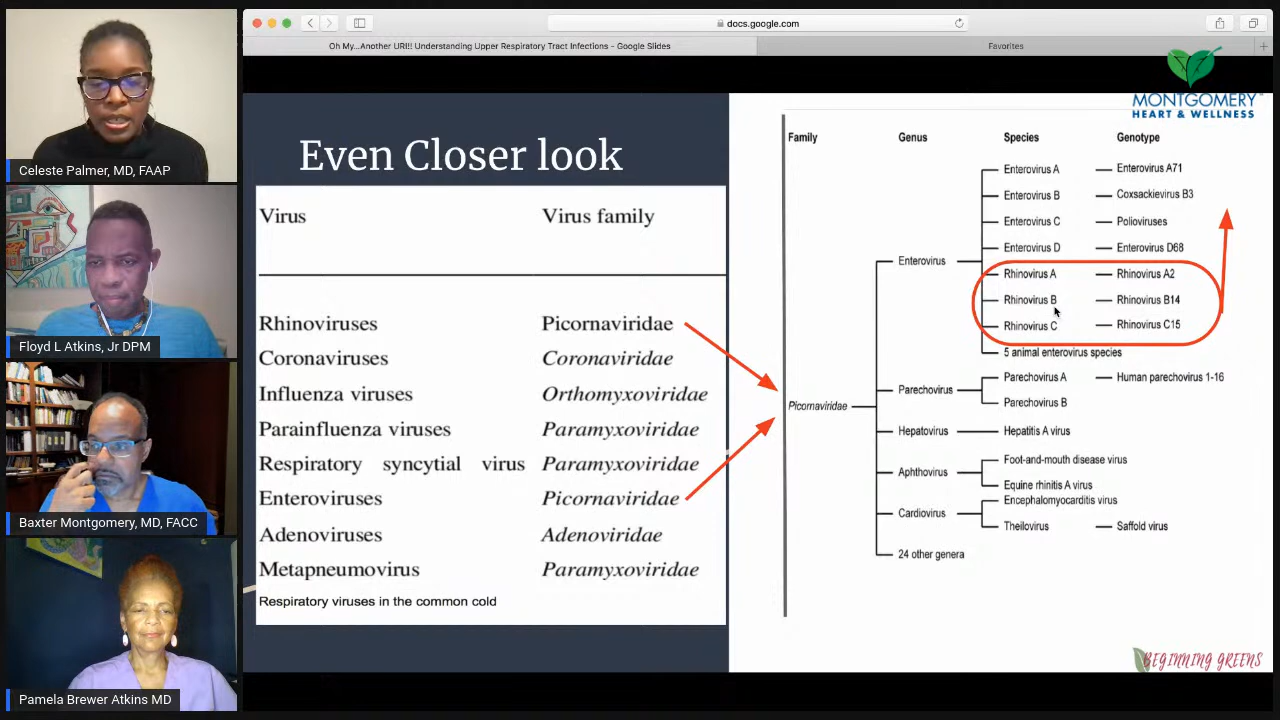 Celeste Palmer, MD, FAAP
Floyd L Atkins, Jr DPM
Baxter Montgomery, MD, FACC
Pamela Brewer Atkins MD
docs.google.com
Oh My...Another URI!! Understanding Upper Respiratory Tract Infections - Google Slides
Favorites
MONTGOMERY
HEART & WELLNESS
Even Closer look
Virus Virus family
Rhinoviruses Picornaviridae
Coronaviruses Coronaviridae
Influenza viruses Orthomyxoviridae
Parainfluenza viruses Paramyxoviridae
Respiratory syncytial virus Paramyxoviridae
Enteroviruses Picornaviridae
Adenoviruses Adenoviridae
Metapneumovirus Paramyxoviridae
Respiratory viruses in the common cold
Family Genus Species Genotype
Enterovirus A Enterovirus A71
Enterovirus B Coxsackievirus B3
Enterovirus C Polioviruses
Enterovirus D Enterovirus D68
Enterovirus
Rhinovirus A Rhinovirus A2
Rhinovirus B Rhinovirus B14
Rhinovirus C Rhinovirus C15
5 animal enterovirus species
Parechovirus A Human parechovirus 1-16
Parechovirus
Parechovirus B
Picornaviridae
Hepatovirus Hepatitis A virus
Foot-and-mouth disease virus
Aphthovirus
Equine rhinitis A virus
Encephalomyocarditis virus
Cardiovirus
Theilovirus Saffold virus
24 other genera
BEGINNING GREENS